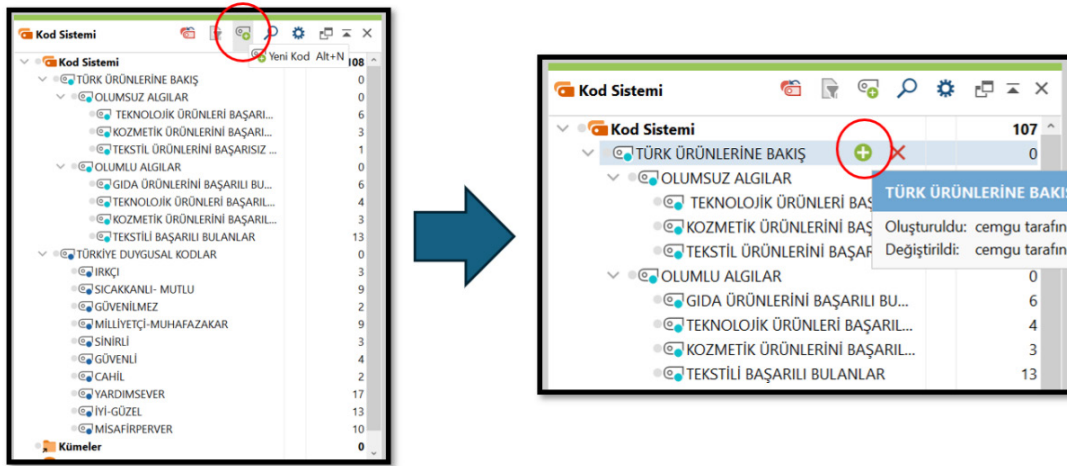 Kod Sistemi
Yeni Kod Alt+N
Kod Sistemi 108
TÜRK ÜRÜNLERİNE BAKIŞ 0
OLUMSUZ ALGILAR 0
TEKNOLOJİK ÜRÜNLERİ BAŞARI... 6
KOZMETİK ÜRÜNLERİNİ BAŞARI... 3
TEKSTİL ÜRÜNLERİNİ BAŞARISIZ ... 1
OLUMLU ALGILAR 0
GIDA ÜRÜNLERİNİ BAŞARILI BU... 6
TEKNOLOJİK ÜRÜNLERİ BAŞARIL... 4
KOZMETİK ÜRÜNLERİNİ BAŞARIL... 3
TEKSTİLİ BAŞARILI BULANLAR 13
TÜRKİYE DUYGUSAL KODLAR 0
IRKÇI 3
SICAKKANLI- MUTLU 9
GÜVENİLMEZ 2
MİLLİYETÇİ-MUHAFAZAKAR 9
SİNİRLİ 3
GÜVENLİ 4
CAHİL 2
YARDIMSEVER 17
İYİ-GÜZEL 13
MİSAFİRPERVER 10
Kümeler 0
Kod Sistemi
Kod Sistemi 107
TÜRK ÜRÜNLERİNE BAKIŞ 0
OLUMSUZ ALGILAR
TÜRK ÜRÜNLERİNE BAKIŞ
TEKNOLOJİK ÜRÜNLERİ BAŞ
KOZMETİK ÜRÜNLERİNİ BAŞ
Oluşturuldu: cemgu tarafın
TEKSTİL ÜRÜNLERİNİ BAŞAR
Değiştirildi: cemgu tarafın
OLUMLU ALGILAR 0
GIDA ÜRÜNLERİNİ BAŞARILI BU... 6
TEKNOLOJİK ÜRÜNLERİ BAŞARIL... 4
KOZMETİK ÜRÜNLERİNİ BAŞARIL... 3
TEKSTİLİ BAŞARILI BULANLAR 13